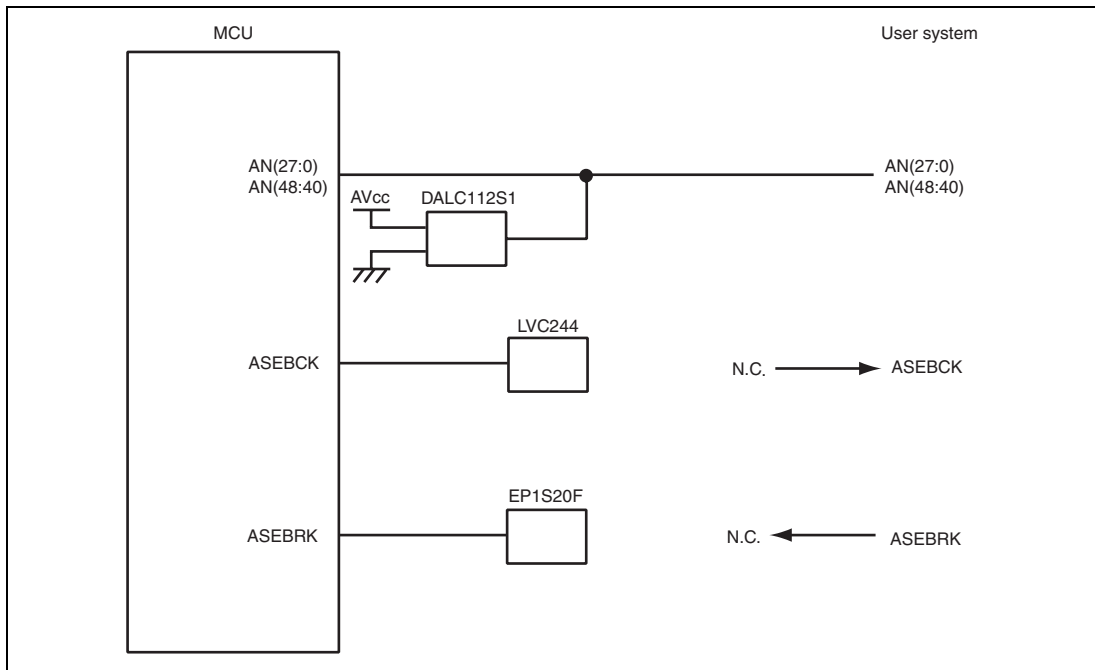 MCU
User system
AN(27:0)
AN(48:40)
AN(27:0)
AN(48:40)
AVcc
DALC112S1
LVC244
ASEBCK
N.C.
ASEBCK
EP1S20F
ASEBRK
N.C.
ASEBRK